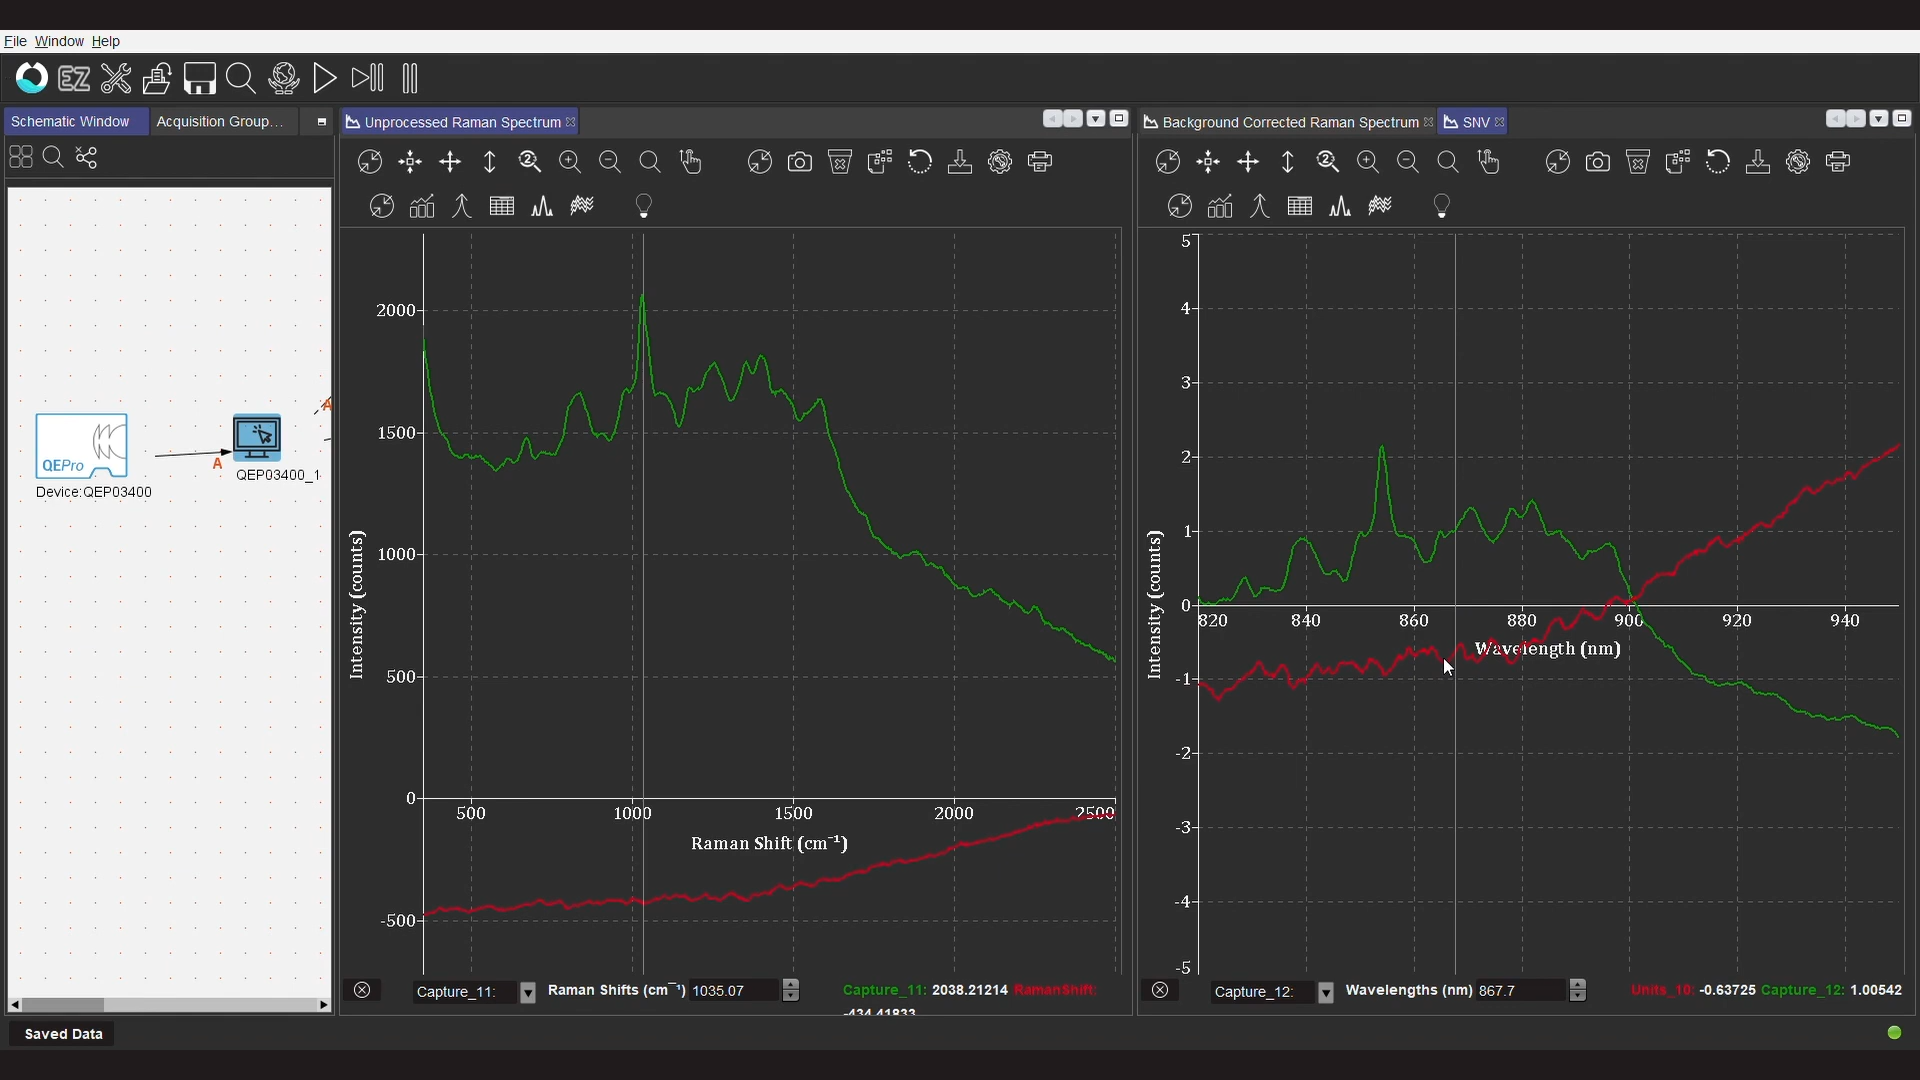 File Window Help
EZ
Schematic Window Acquisition Group...
Unprocessed Raman Spectrum
Background Corrected Raman Spectrum SNV
2
2
QEPro
Device:QEP03400
A
QEP03400_1
A
Intensity (counts)
2000
1500
1000
500
0
-500
500 1000 1500 2000 2500
Raman Shift (cm⁻¹)
Capture_11: Raman Shifts (cm⁻¹) 1035.07 Capture_11: 2038.21214 RamanShift:
-434.41833
Intensity (counts)
5
4
3
2
1
0
-1
-2
-3
-4
-5
820 840 860 880 900 920 940
Wavelength (nm)
Capture_12: Wavelengths (nm) 867.7 Units_10: -0.63725 Capture_12: 1.00542
Saved Data